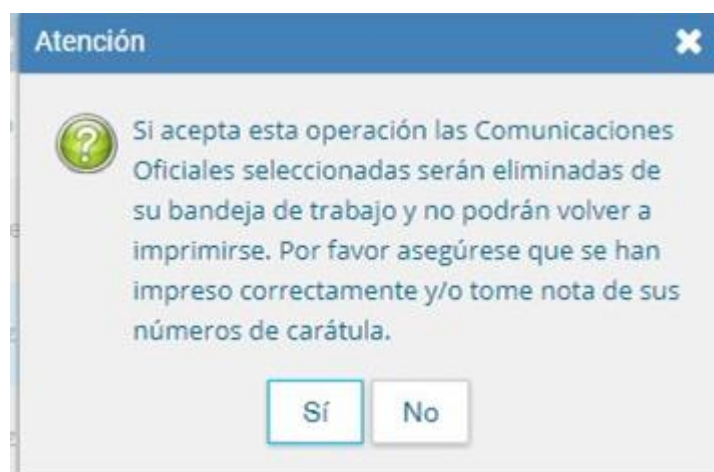 Atención
Si acepta esta operación las Comunicaciones
Oficiales seleccionadas serán eliminadas de
su bandeja de trabajo y no podrán volver a
imprimirse. Por favor asegúrese que se han
impreso correctamente y/o tome nota de sus
números de carátula.
Sí No